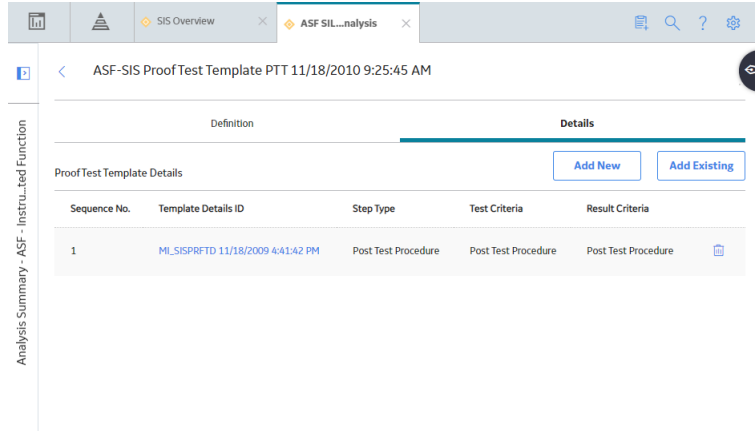 SIS Overview
ASF SIL...nalysis
ASF-SIS Proof Test Template PTT 11/18/2010 9:25:45 AM
Analysis Summary - ASF - Instru...ted Function
Definition Details
Proof Test Template Details Add New Add Existing
Sequence No. Template Details ID Step Type Test Criteria Result Criteria
1 MI_SISPRFTD 11/18/2009 4:41:42 PM Post Test Procedure Post Test Procedure Post Test Procedure